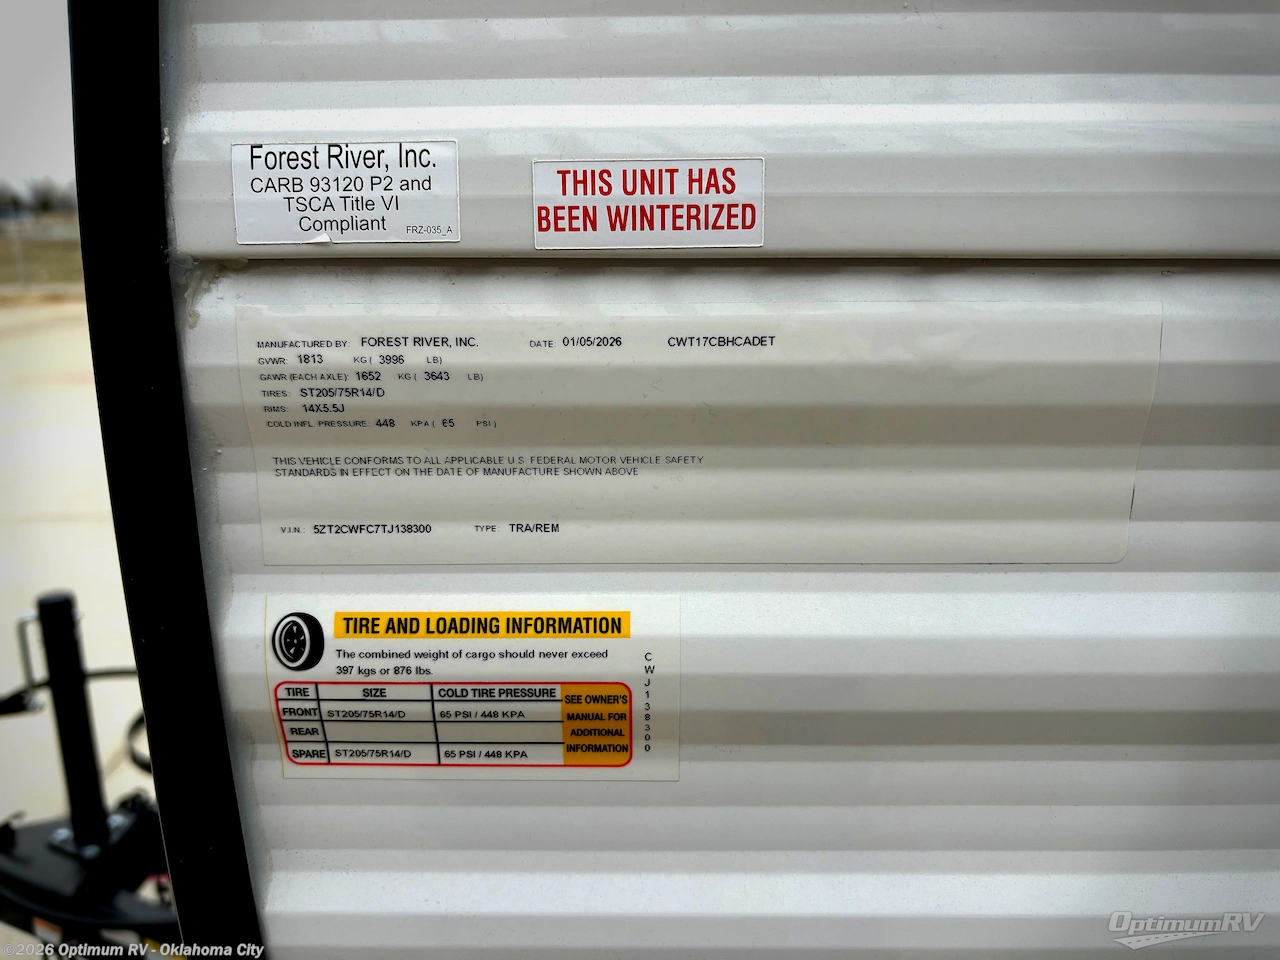 Forest River, Inc.
CARB 93120 P2 and
TSCA Title VI
Compliant
FRZ-035_A
THIS UNIT HAS
BEEN WINTERIZED
MANUFACTURED BY: FOREST RIVER, INC. DATE: 01/05/2026 CWT17CBHCADET
GVWR: 1813 KG ( 3996 LB)
GAWR (EACH AXLE): 1652 KG ( 3643 LB)
TIRES: ST205/75R14/D
RIMS: 14X5.5J
COLD INFL. PRESSURE: 448 KPA ( 65 PSI )
THIS VEHICLE CONFORMS TO ALL APPLICABLE U.S. FEDERAL MOTOR VEHICLE SAFETY
STANDARDS IN EFFECT ON THE DATE OF MANUFACTURE SHOWN ABOVE
V.I.N.: 5ZT2CWFC7TJ138300 TYPE: TRA/REM
TIRE AND LOADING INFORMATION
The combined weight of cargo should never exceed
397 kgs or 876 lbs.
TIRE SIZE COLD TIRE PRESSURE
FRONT ST205/75R14/D 65 PSI / 448 KPA
REAR
SPARE ST205/75R14/D 65 PSI / 448 KPA
SEE OWNER'S
MANUAL FOR
ADDITIONAL
INFORMATION
CWJ138300
©2026 Optimum RV - Oklahoma City
OptimumRV